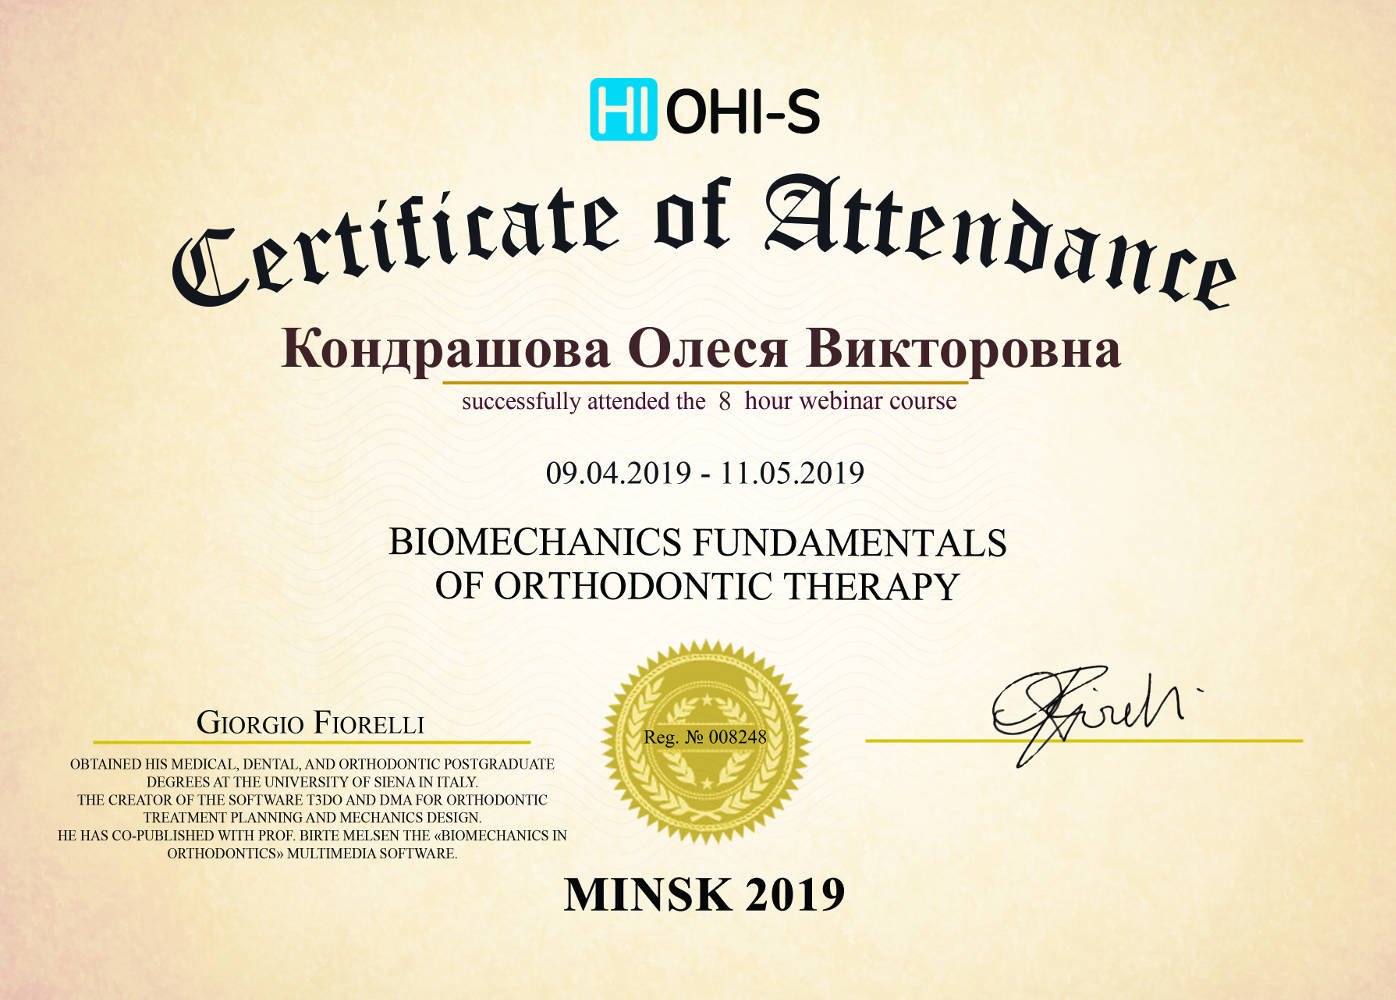 HI OHI-S
Certificate of Attendance
Кондрашова Олеся Викторовна
successfully attended the 8 hour webinar course
09.04.2019 - 11.05.2019
BIOMECHANICS FUNDAMENTALS
OF ORTHODONTIC THERAPY
GIORGIO FIORELLI
OBTAINED HIS MEDICAL, DENTAL, AND ORTHODONTIC POSTGRADUATE
DEGREES AT THE UNIVERSITY OF SIENA IN ITALY.
THE CREATOR OF THE SOFTWARE T3DO AND DMA FOR ORTHODONTIC
TREATMENT PLANNING AND MECHANICS DESIGN.
HE HAS CO-PUBLISHED WITH PROF. BIRTE MELSEN THE «BIOMECHANICS IN
ORTHODONTICS» MULTIMEDIA SOFTWARE.
Reg. № 008248
MINSK 2019